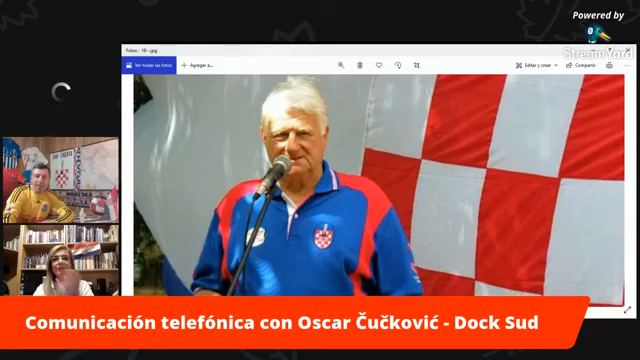 Powered by
StreamYard
Fotos - 18-.jpg
Ver todas las fotos
Agregar a...
Editar y crear
Compartir
Comunicación telefónica con Oscar Čučković - Dock Sud